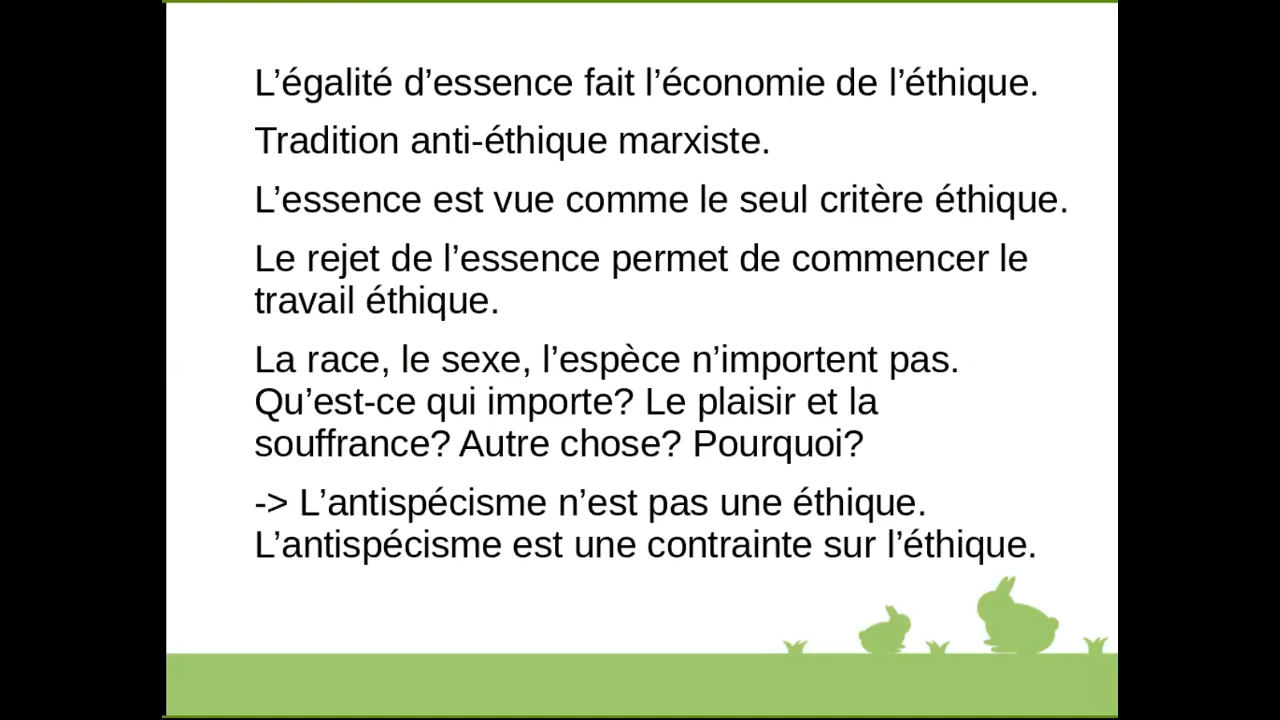 L’égalité d’essence fait l’économie de l’éthique.
Tradition anti-éthique marxiste.
L’essence est vue comme le seul critère éthique.
Le rejet de l’essence permet de commencer le
travail éthique.
La race, le sexe, l’espèce n’importent pas.
Qu’est-ce qui importe? Le plaisir et la
souffrance? Autre chose? Pourquoi?
-> L’antispécisme n’est pas une éthique.
L’antispécisme est une contrainte sur l’éthique.